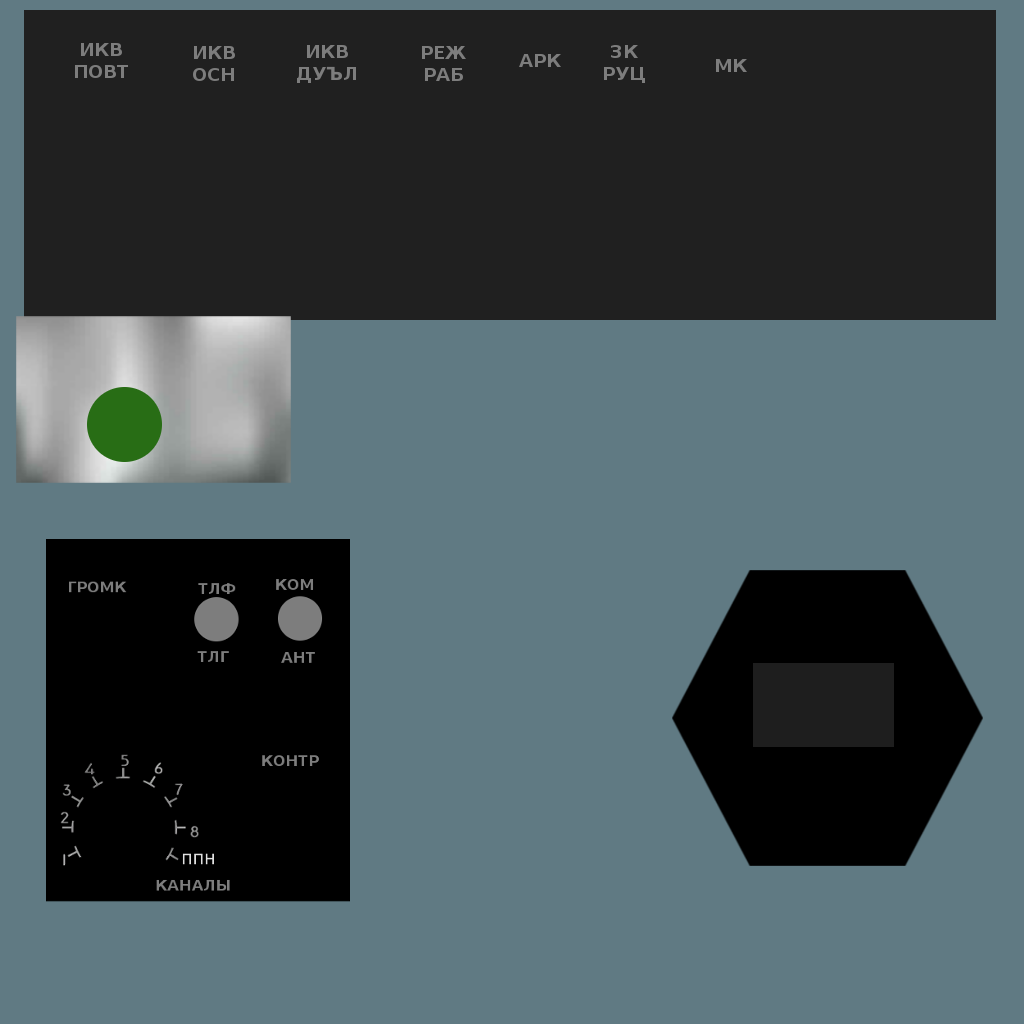 ИКВ
ПОВТ
ИКВ
ОСН
ИКВ
ДУЪЛ
РЕЖ
РАБ
АРК
ЗК
РУЦ
МК
ГРОМК
ТЛФ
ТЛГ
КОМ
АНТ
КОНТР
1
2
3
4
5
6
7
8
ППН
КАНАЛЫ